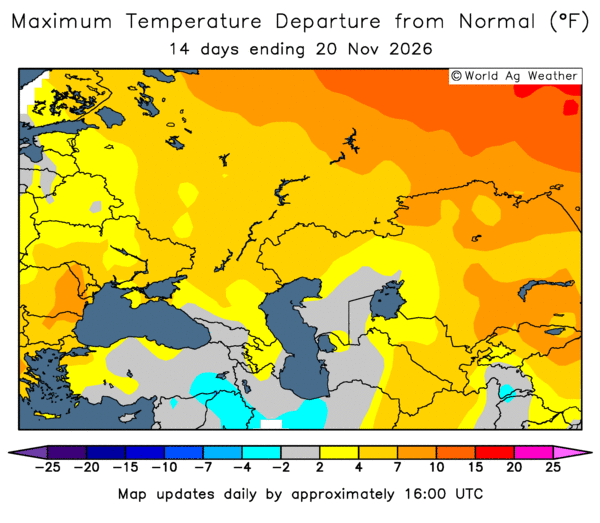 Maximum Temperature Departure from Normal (°F)
14 days ending 20 Nov 2026
©World Ag Weather
-25 -20 -15 -10 -7 -4 -2 2 4 7 10 15 20 25
Map updates daily by approximately 16:00 UTC